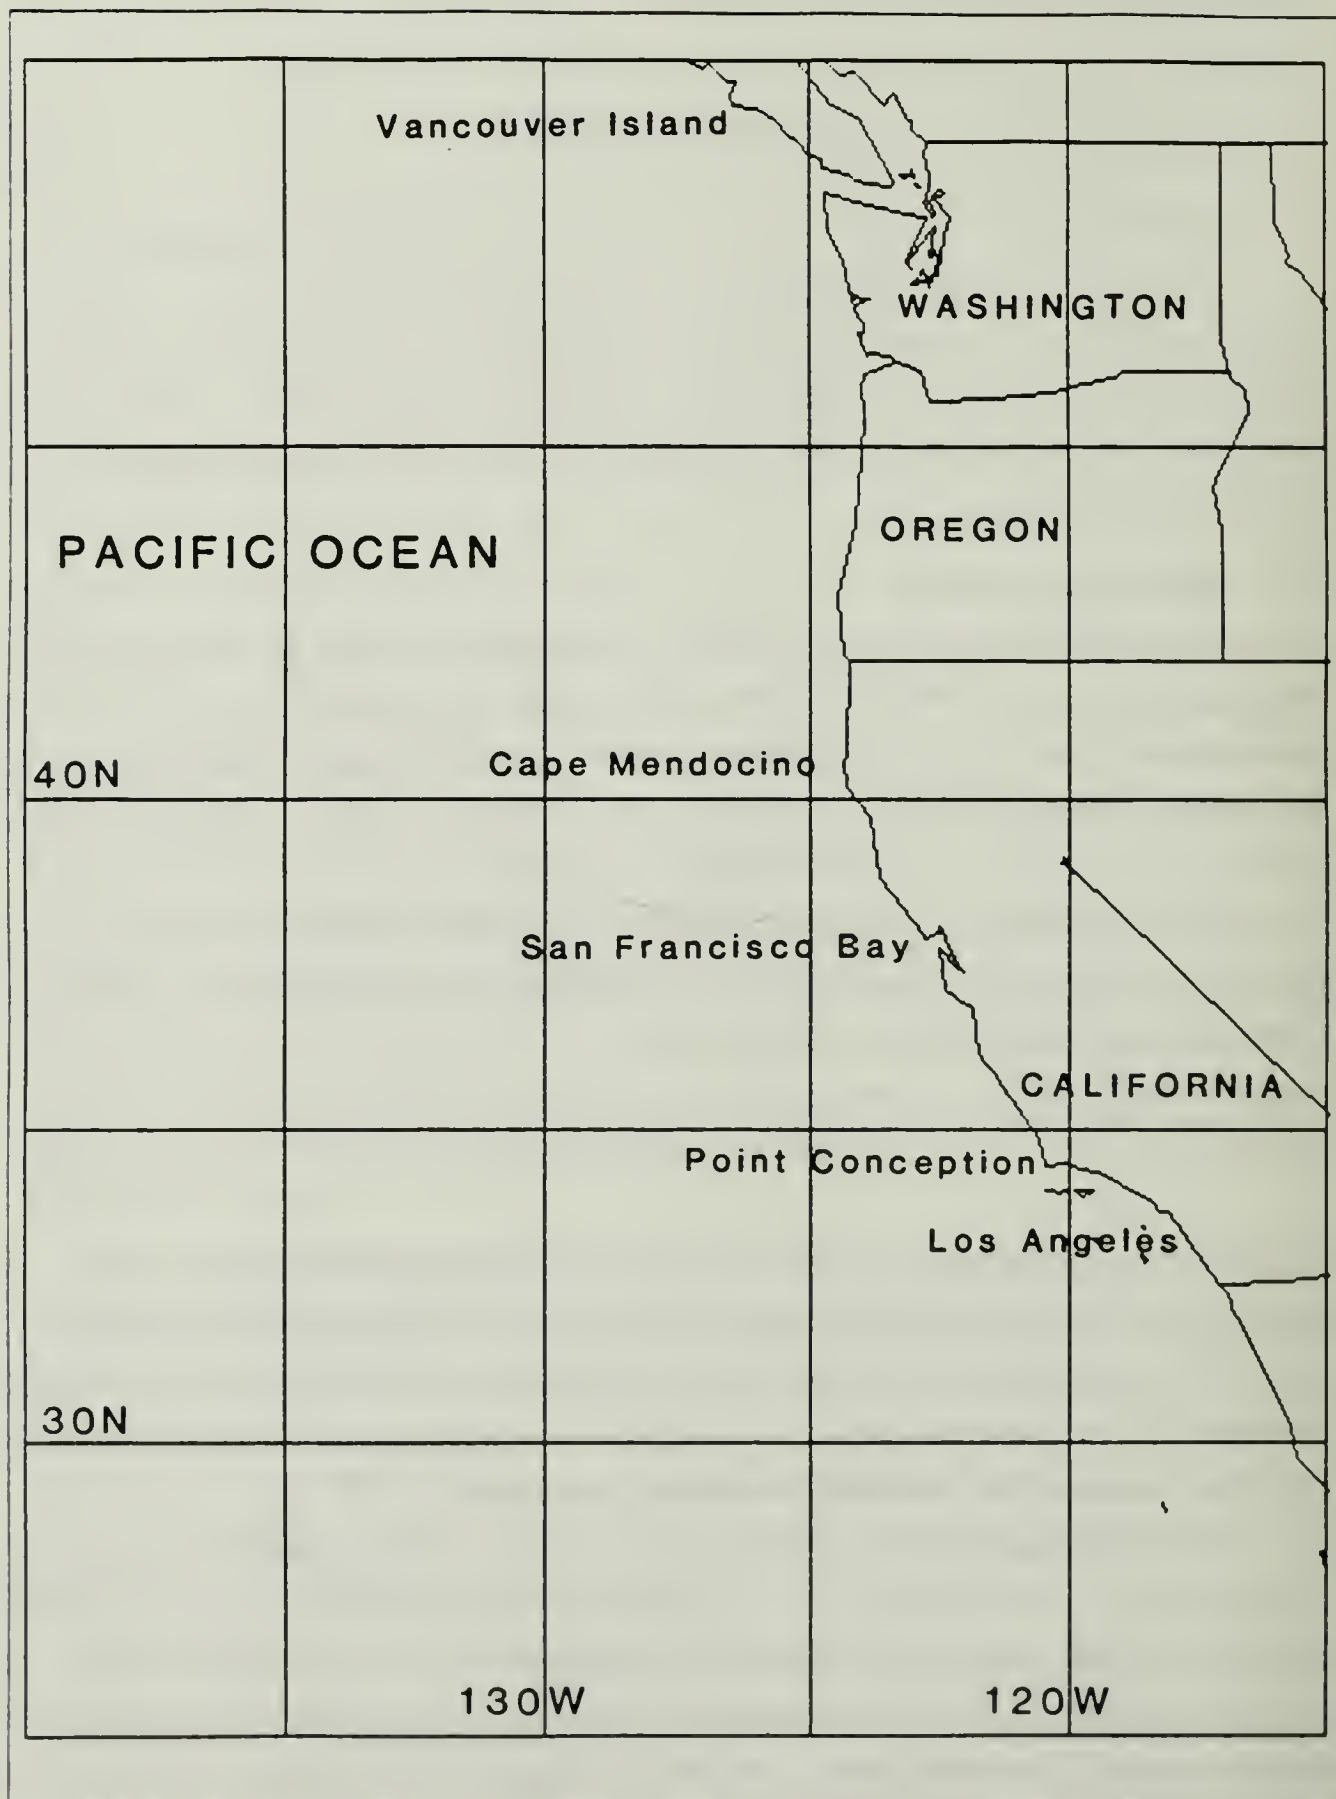 Vancouver Island
WASHINGTON
OREGON
PACIFIC OCEAN
Cape Mendocino
40N
San Francisco Bay
CALIFORNIA
Point Conception
Los Angeles
30N
130W
120W